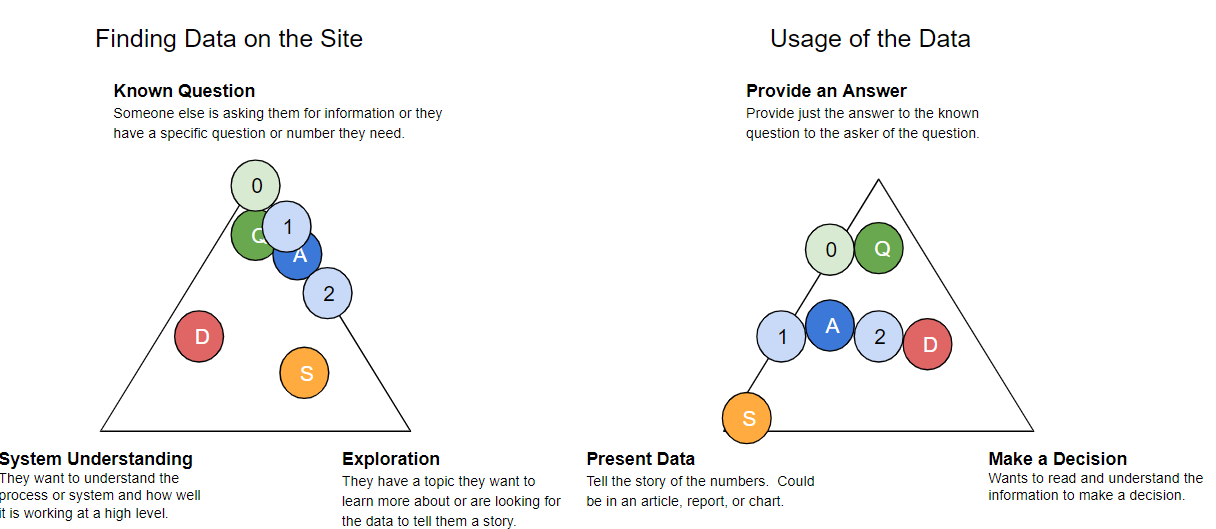 Finding Data on the Site
Known Question
Someone else is asking them for information or they
have a specific question or number they need.
0
Q
1
A
2
D
S
System Understanding
They want to understand the
process or system and how well
it is working at a high level.
Exploration
They have a topic they want to
learn more about or are looking for
the data to tell them a story.
Usage of the Data
Provide an Answer
Provide just the answer to the known
question to the asker of the question.
0
Q
1
A
2
D
S
Present Data
Tell the story of the numbers. Could
be in an article, report, or chart.
Make a Decision
Wants to read and understand the
information to make a decision.